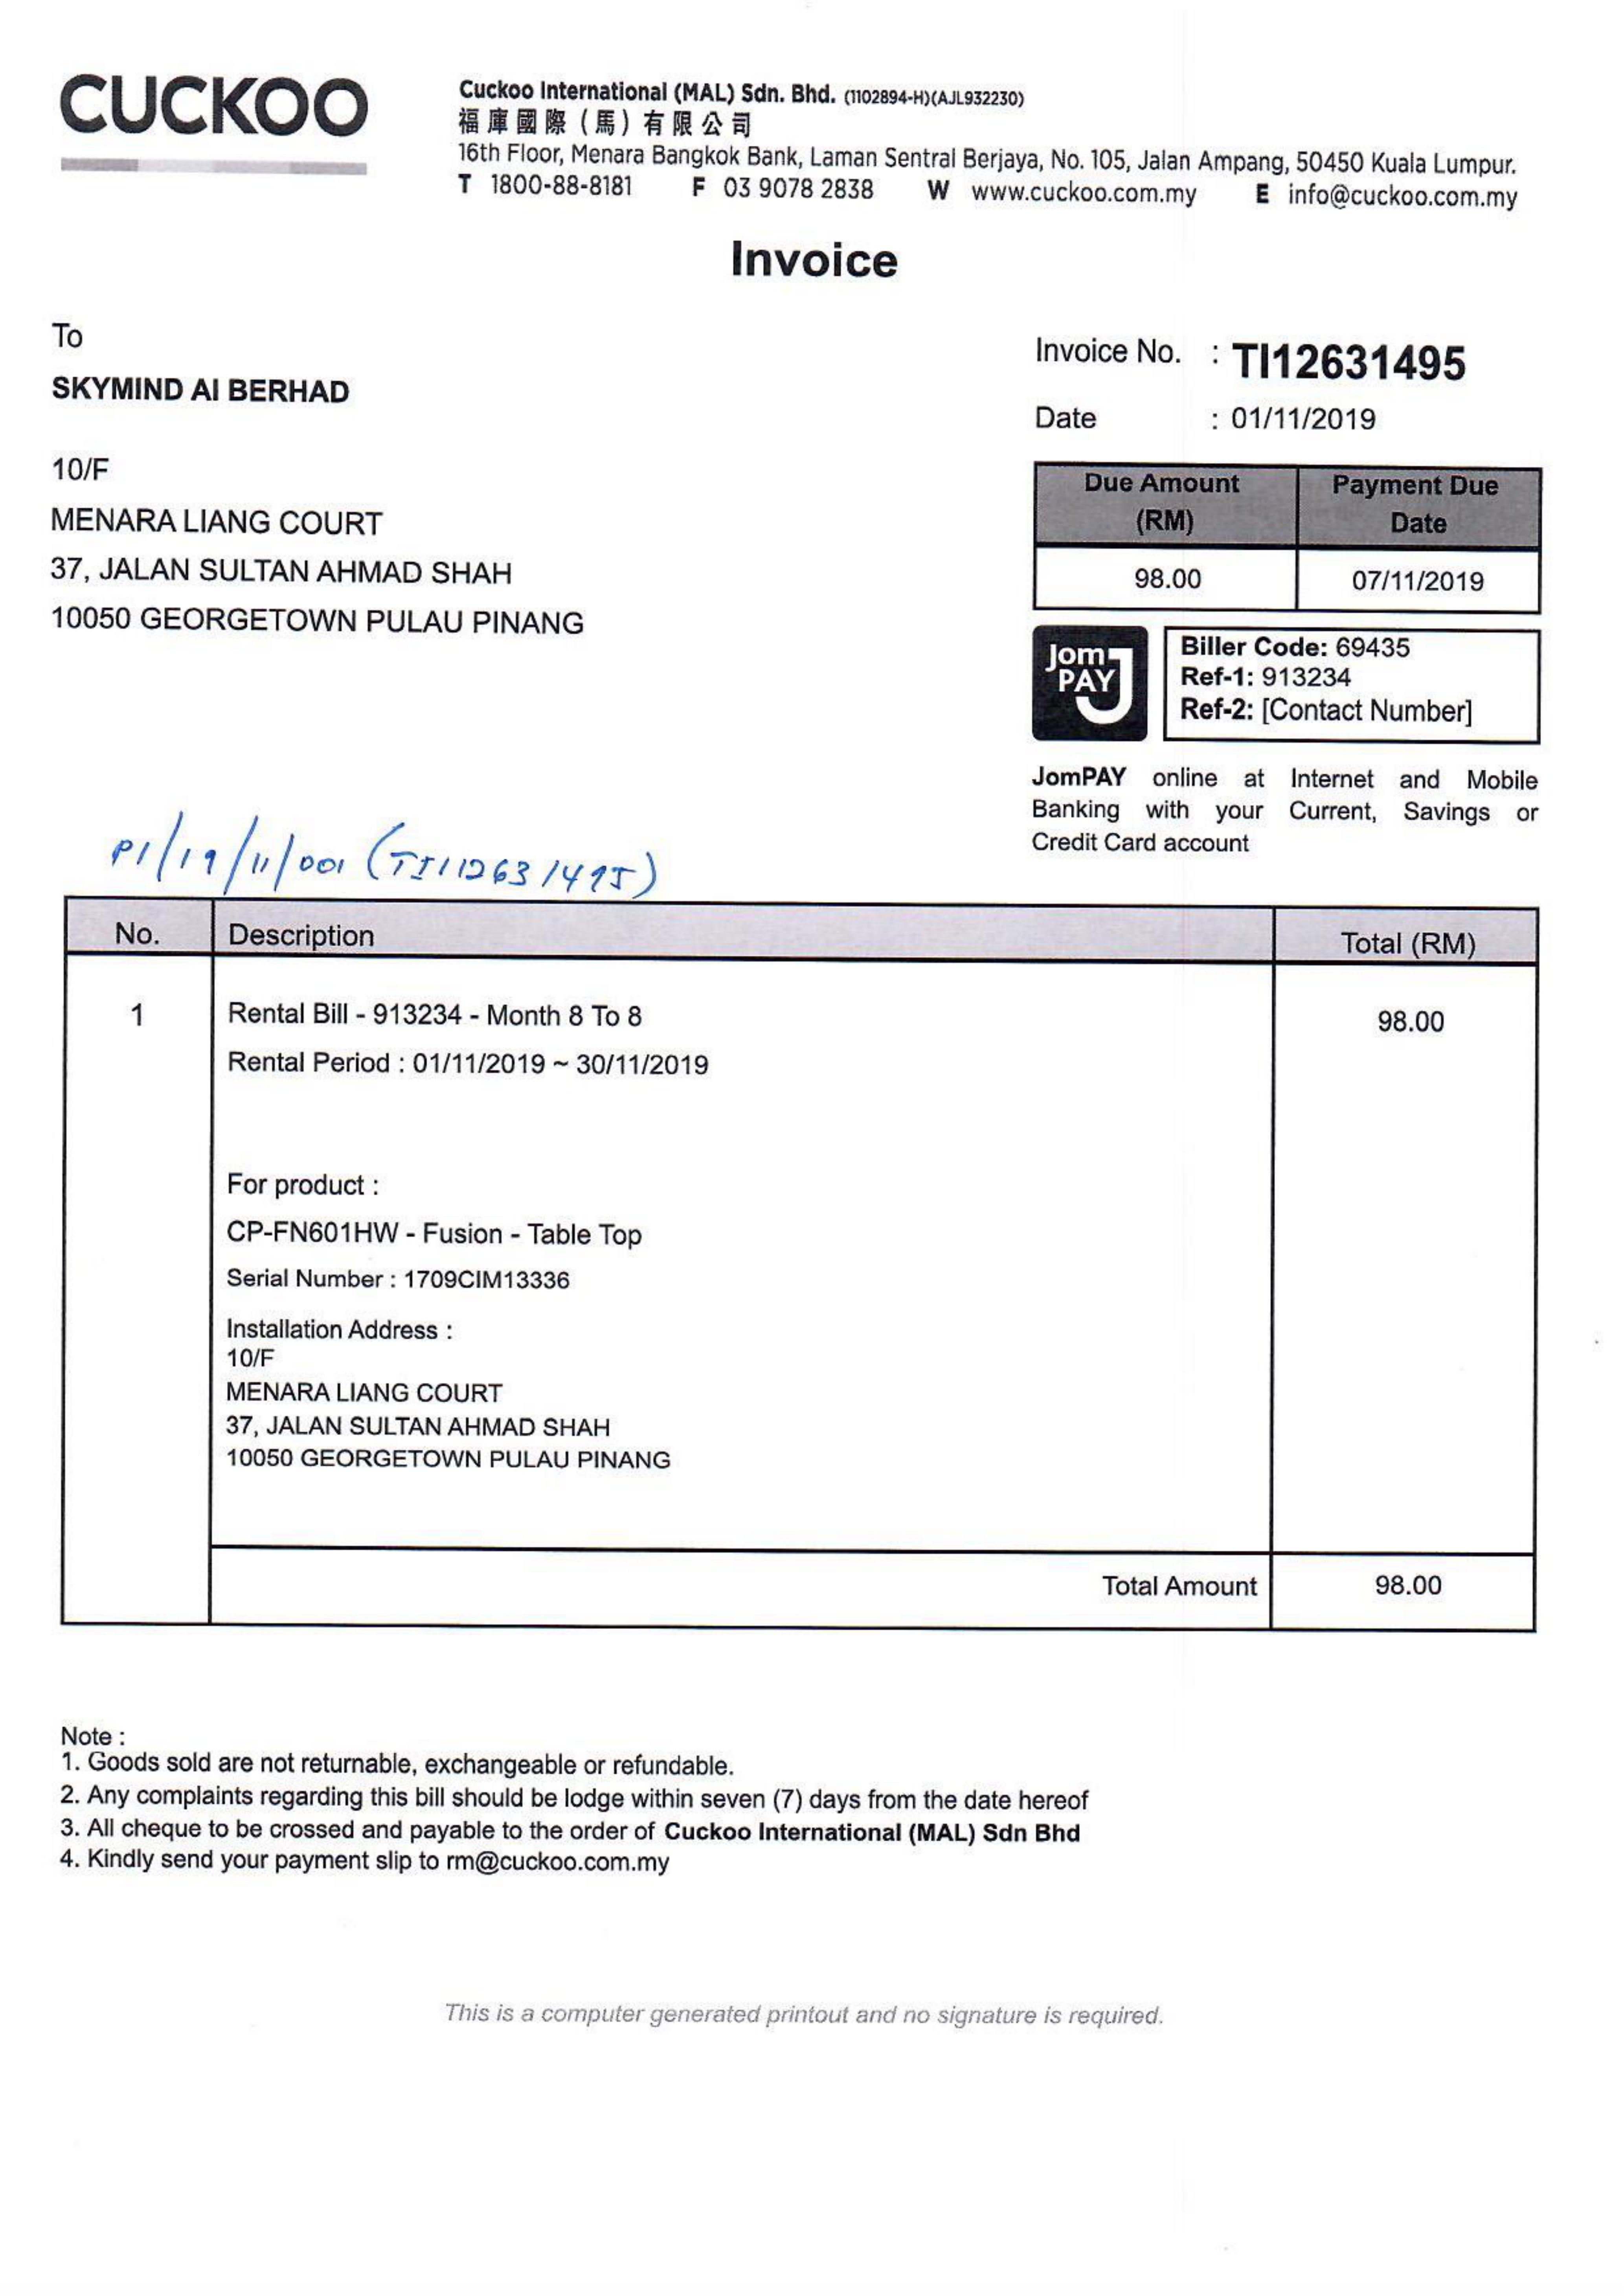 CUCKOO
Cuckoo International (MAL) Sdn. Bhd. (1102894-H)(AJL932230)
福庫國際（馬）有限公司
16th Floor, Menara Bangkok Bank, Laman Sentral Berjaya, No. 105, Jalan Ampang, 50450 Kuala Lumpur.
T 1800-88-8181 F 03 9078 2838 W www.cuckoo.com.my E info@cuckoo.com.my
Invoice
To
SKYMIND AI BERHAD
10/F
MENARA LIANG COURT
37, JALAN SULTAN AHMAD SHAH
10050 GEORGETOWN PULAU PINANG
Invoice No. : TI12631495
Date : 01/11/2019
Due Amount (RM) Payment Due Date
98.00 07/11/2019
Jom PAY
Biller Code: 69435
Ref-1: 913234
Ref-2: [Contact Number]
JomPAY online at Internet and Mobile
Banking with your Current, Savings or
Credit Card account
PI/19/11/001 (TI12631495)
No. Description Total (RM)
1 Rental Bill - 913234 - Month 8 To 8 98.00
Rental Period : 01/11/2019 ~ 30/11/2019
For product :
CP-FN601HW - Fusion - Table Top
Serial Number : 1709CIM13336
Installation Address :
10/F
MENARA LIANG COURT
37, JALAN SULTAN AHMAD SHAH
10050 GEORGETOWN PULAU PINANG
Total Amount 98.00
Note :
1. Goods sold are not returnable, exchangeable or refundable.
2. Any complaints regarding this bill should be lodge within seven (7) days from the date hereof
3. All cheque to be crossed and payable to the order of Cuckoo International (MAL) Sdn Bhd
4. Kindly send your payment slip to rm@cuckoo.com.my
This is a computer generated printout and no signature is required.